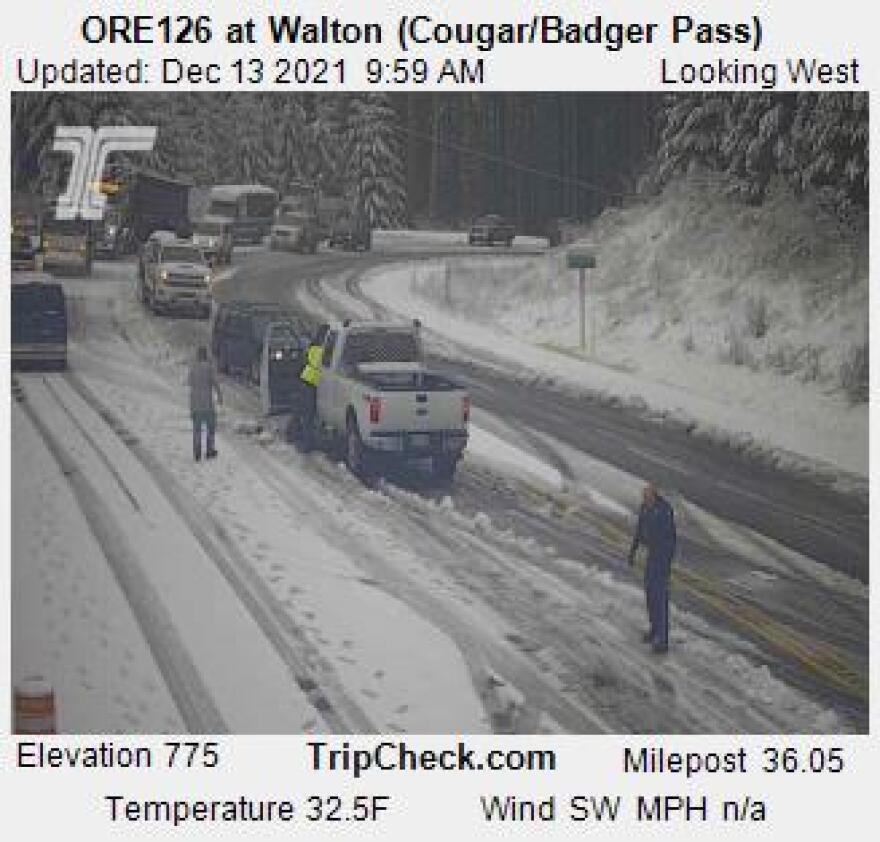 ORE126 at Walton (Cougar/Badger Pass)
Updated: Dec 13 2021 9:59 AM Looking West
Elevation 775 TripCheck.com Milepost 36.05
Temperature 32.5F Wind SW MPH n/a